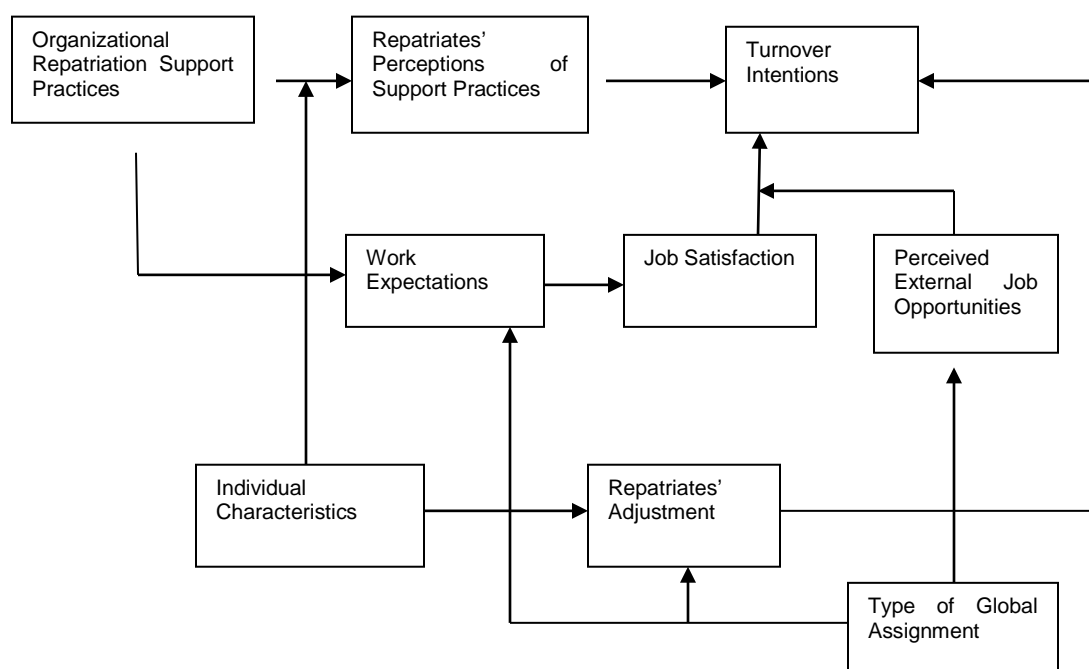 Organizational
Repatriation Support
Practices
Repatriates'
Perceptions of
Support Practices
Turnover
Intentions
Work
Expectations
Job Satisfaction
Perceived
External Job
Opportunities
Individual
Characteristics
Repatriates'
Adjustment
Type of Global
Assignment